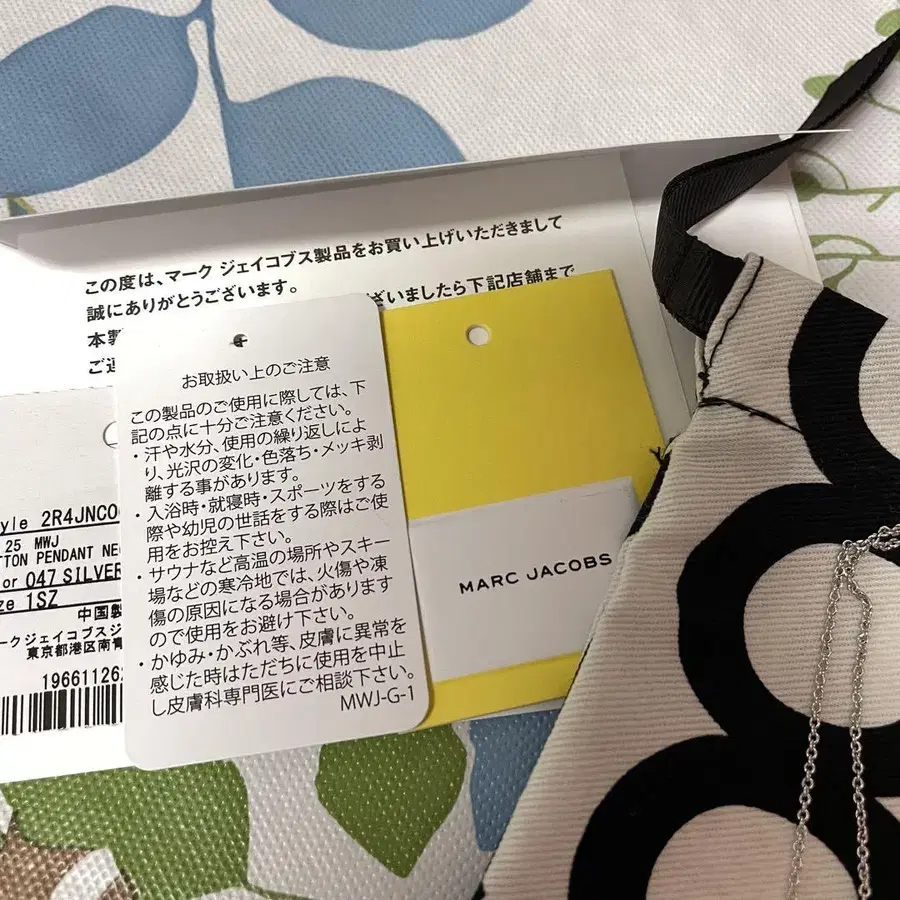 この度は、マーク ジェイコブス製品をお買い上げいただきまして
誠にありがとうございます。
ざいましたら下記店舗まで
本製
ご連
お取扱い上のご注意
この製品のご使用に際しては、下
記の点に十分ご注意ください。
・汗や水分、使用の繰り返しによ
り、光沢の変化・色落ち・メッキ剥
離する事があります。
・入浴時・就寝時・スポーツをする
際や幼児の世話をする際はご使
用をお控え下さい。
・サウナなど高温の場所やスキー
場などの寒冷地では、火傷や凍
傷の原因になる場合があります
ので使用をお避け下さい。
・かゆみ・かぶれ等、皮膚に異常を
感じた時はただちに使用を中止
し皮膚科専門医にご相談下さい。
MWJ-G-1
MARC JACOBS
yle 2R4JNC0
25 MWJ
TTON PENDANT NE
or 047 SILVER
ze 1SZ
中国製
ークジェイコブスジ
東京都港区南青
19661126